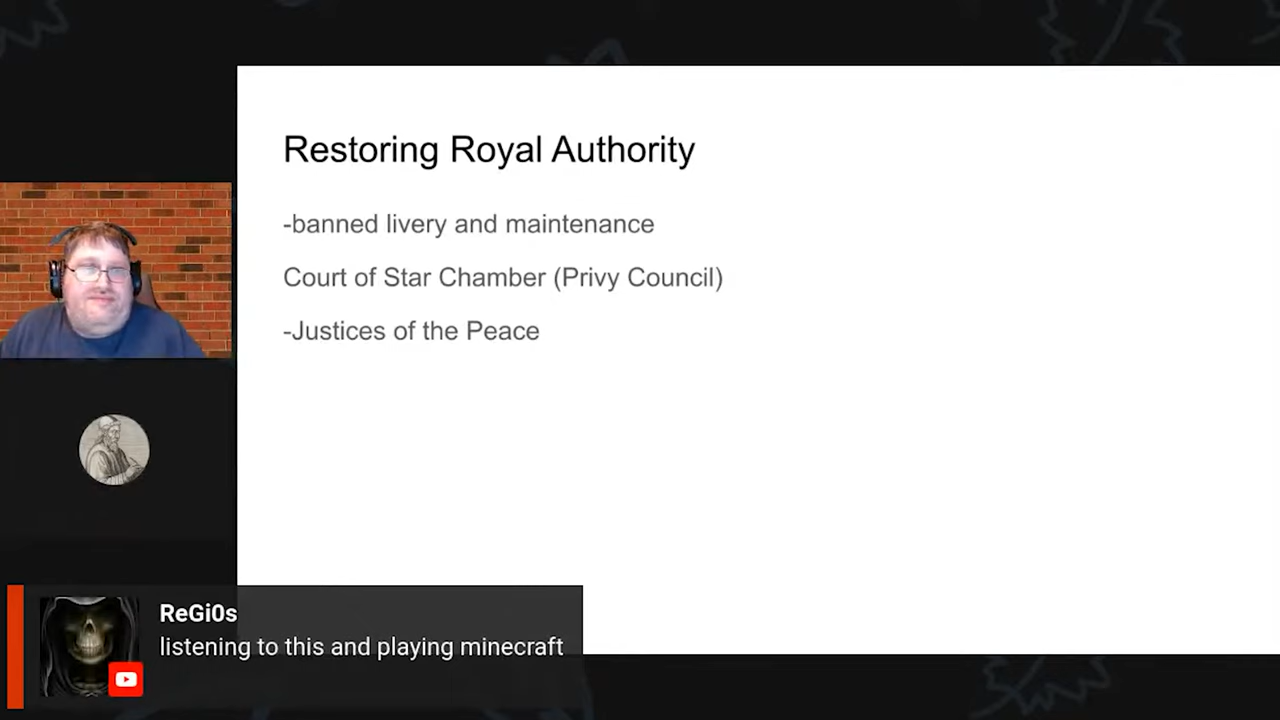 Restoring Royal Authority
-banned livery and maintenance
Court of Star Chamber (Privy Council)
-Justices of the Peace
ReGi0s
listening to this and playing minecraft